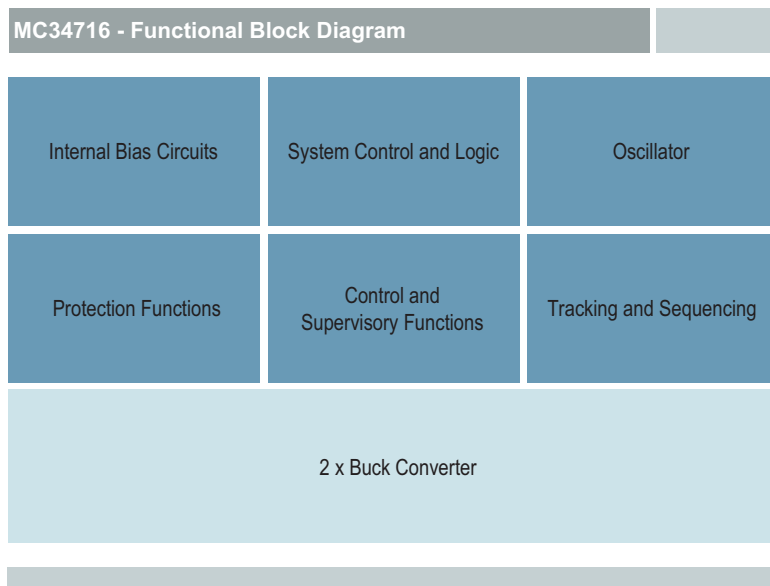 MC34716 - Functional Block Diagram
Internal Bias Circuits
System Control and Logic
Oscillator
Protection Functions
Control and
Supervisory Functions
Tracking and Sequencing
2 x Buck Converter